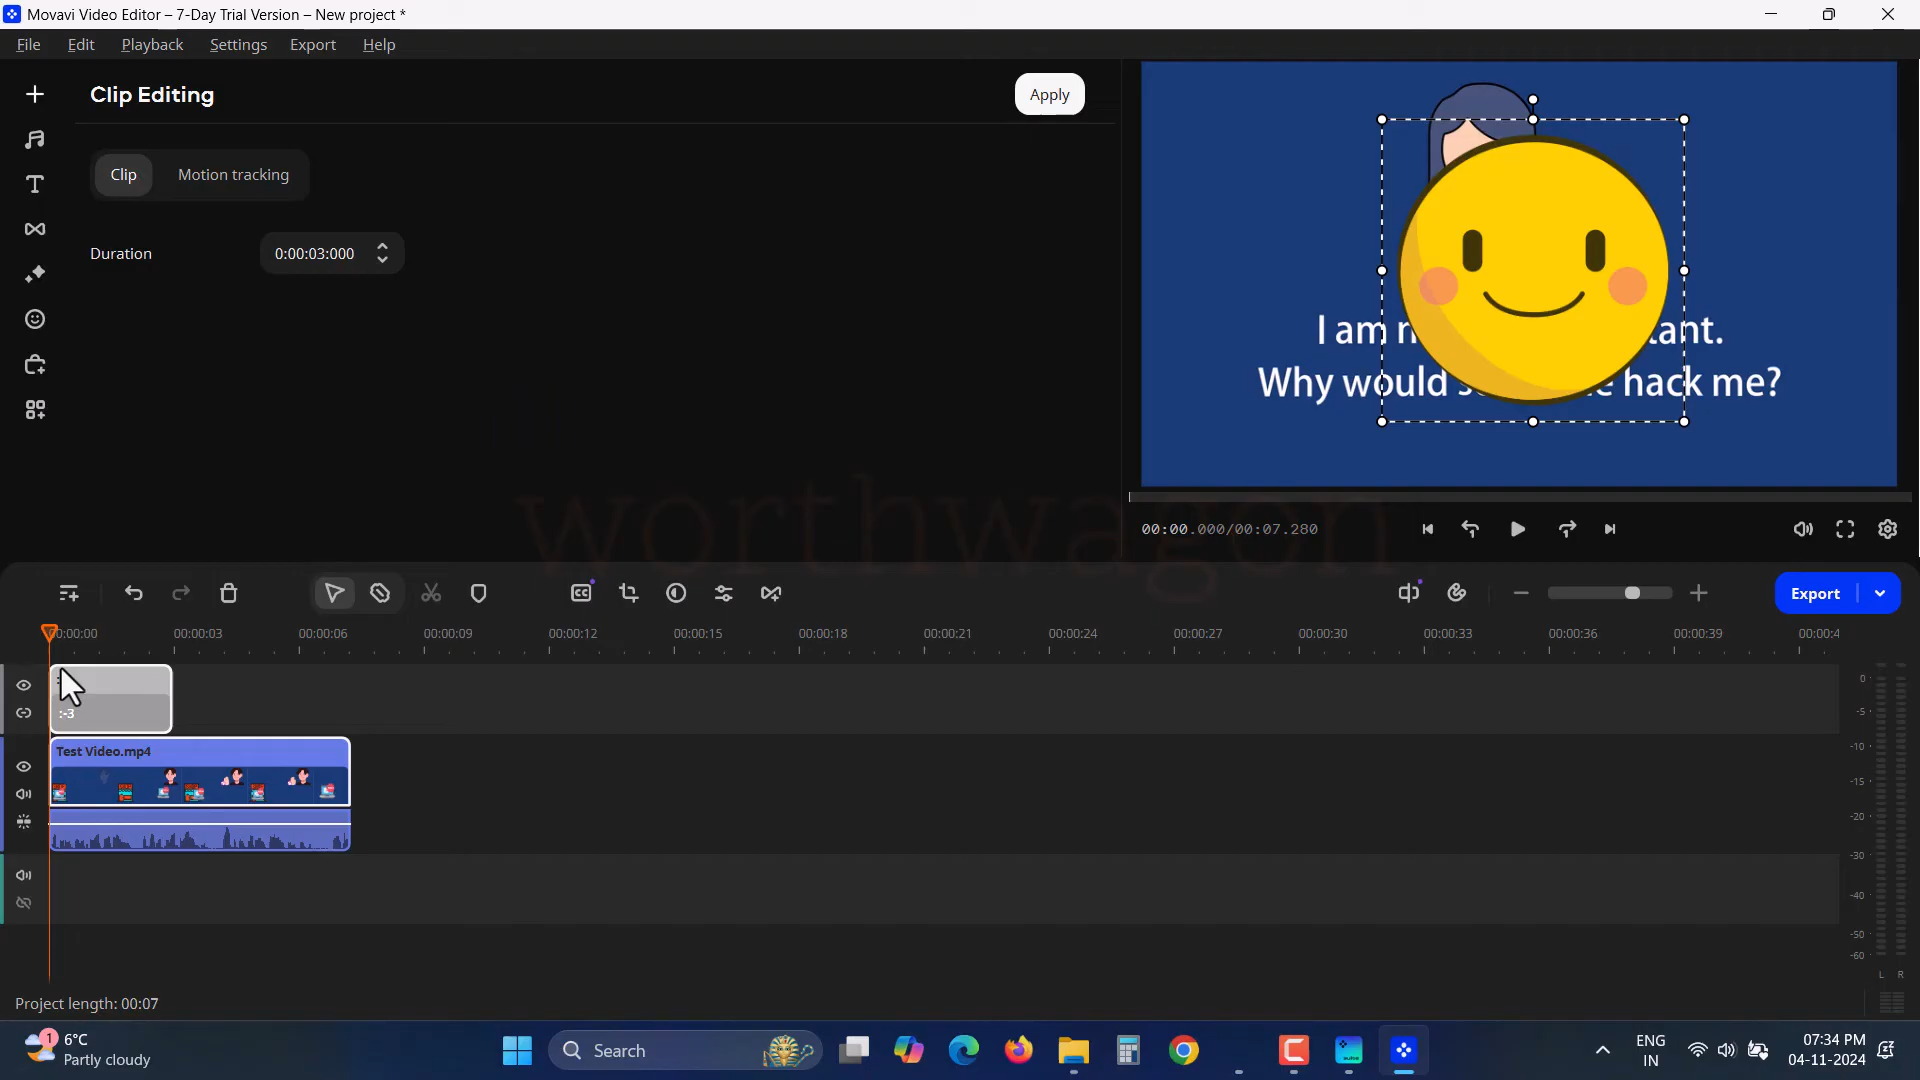 Movavi Video Editor – 7-Day Trial Version – New project *
File Edit Playback Settings Export Help
Clip Editing
Apply
Clip Motion tracking
Duration 0:00:03:000
I am n tant.
Why would s e hack me?
worthwagon
00:00.000/00:07.280
Export
00:00:00 00:00:03 00:00:06 00:00:09 00:00:12 00:00:15 00:00:18 00:00:21 00:00:24 00:00:27 00:00:30 00:00:33 00:00:36 00:00:39 00:00:4
:-3
Test Video.mp4
0
-5
-10
-15
-20
-30
-40
-50
-60
L R
Project length: 00:07
1
6°C
Partly cloudy
Search
ENG
IN
07:34 PM
04-11-2024